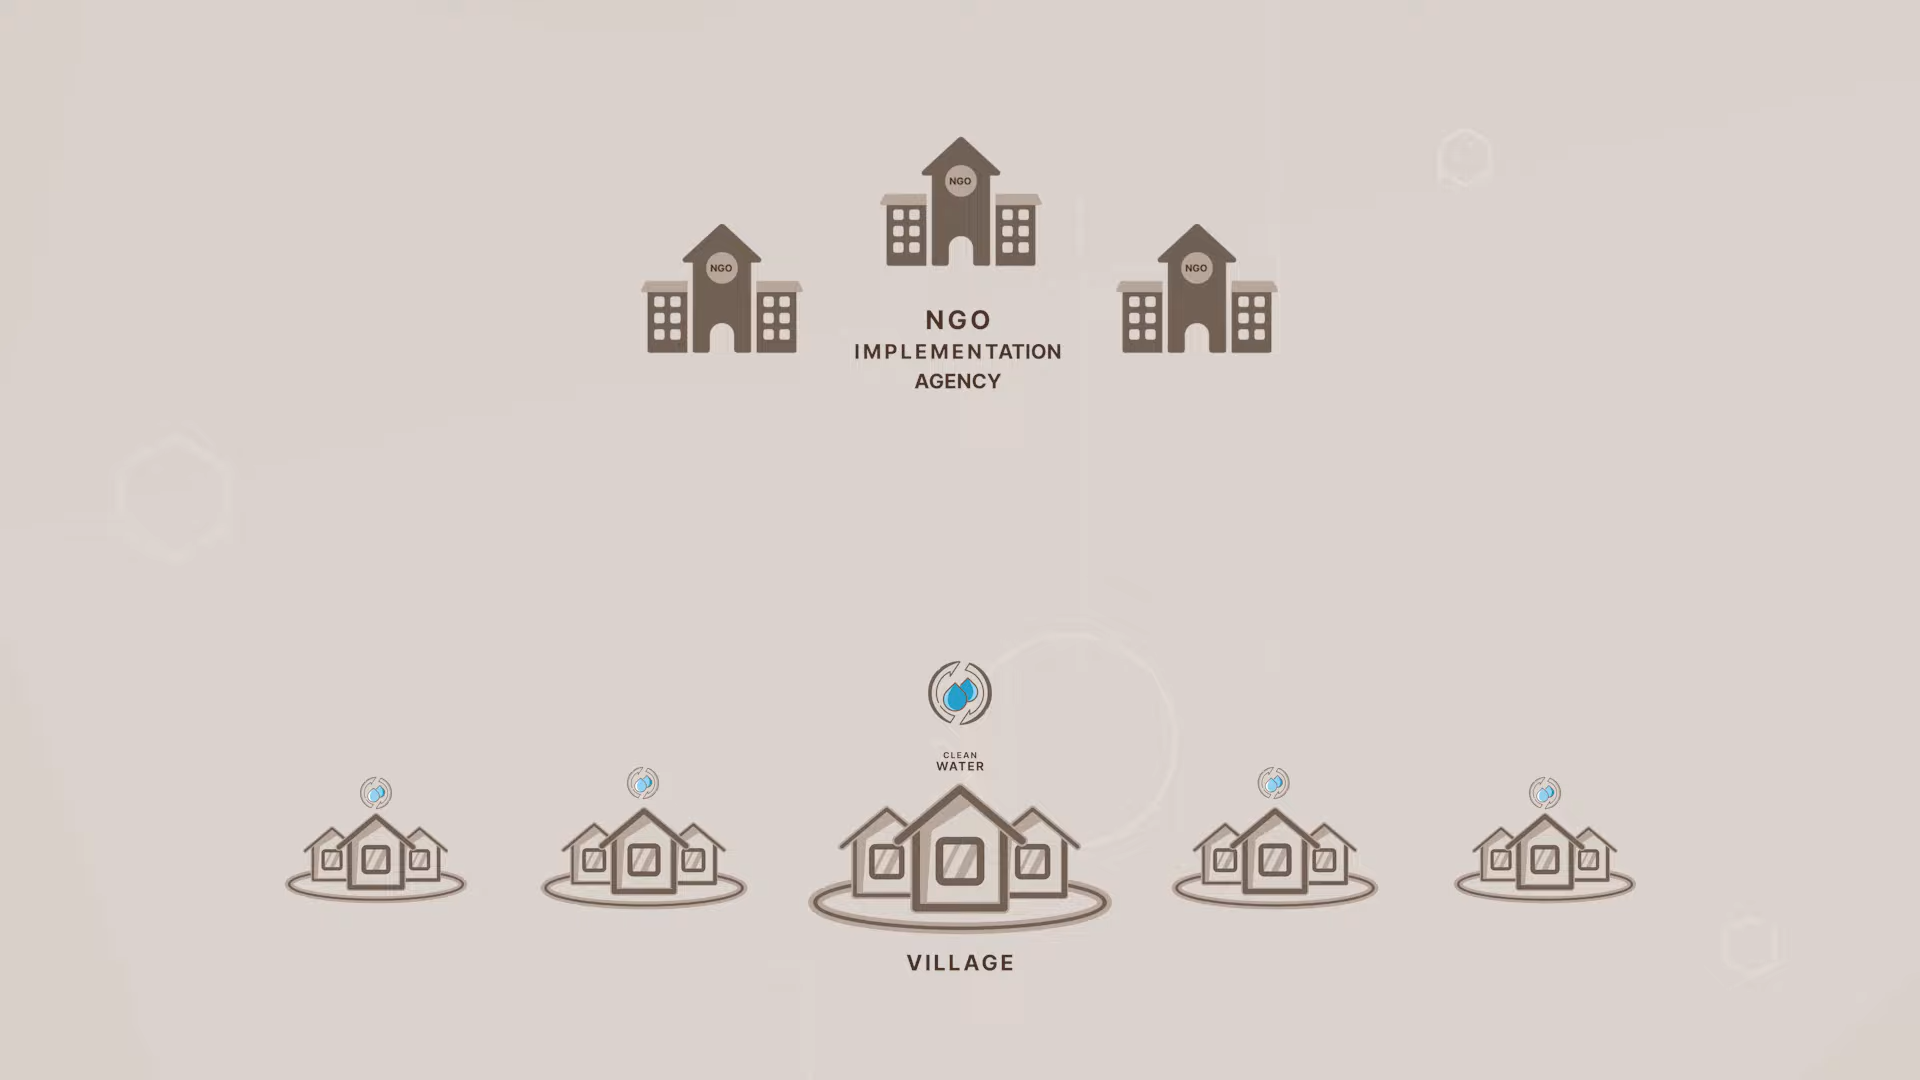 NGO
NGO
NGO
NGO
IMPLEMENTATION
AGENCY
CLEAN
WATER
VILLAGE